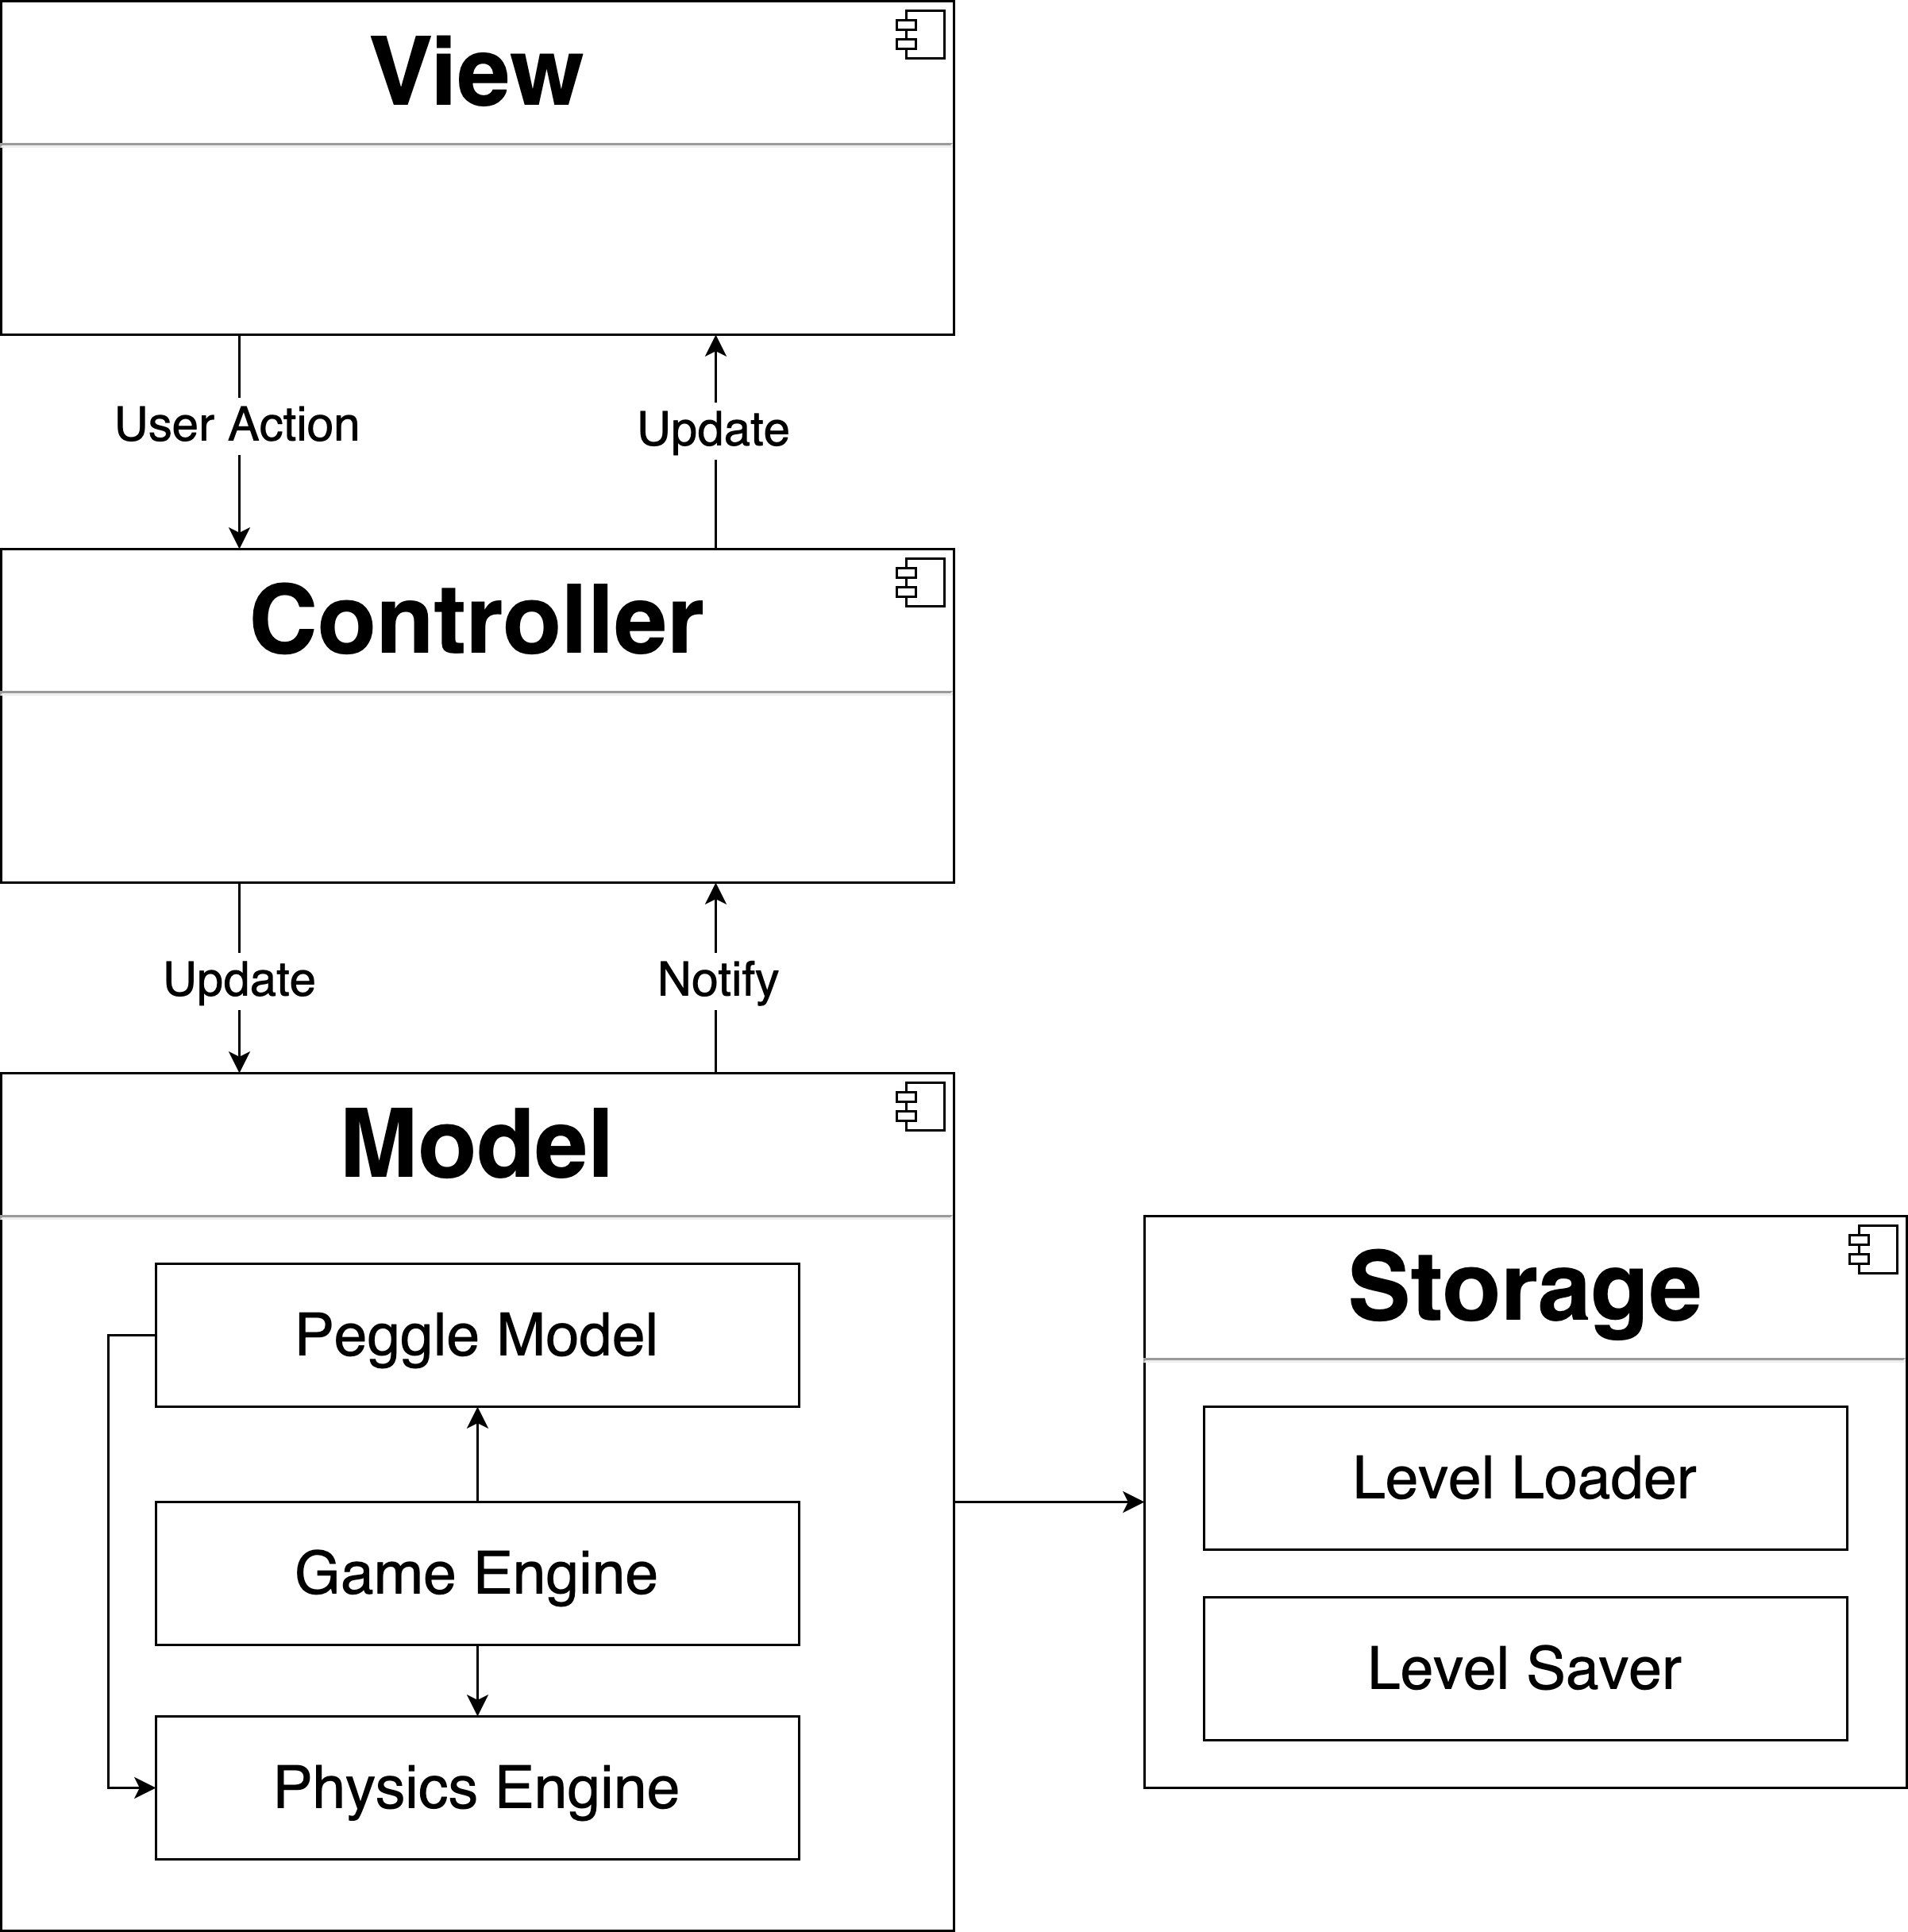 View
User Action
Update
Controller
Update
Notify
Model
Peggle Model
Game Engine
Physics Engine
Storage
Level Loader
Level Saver